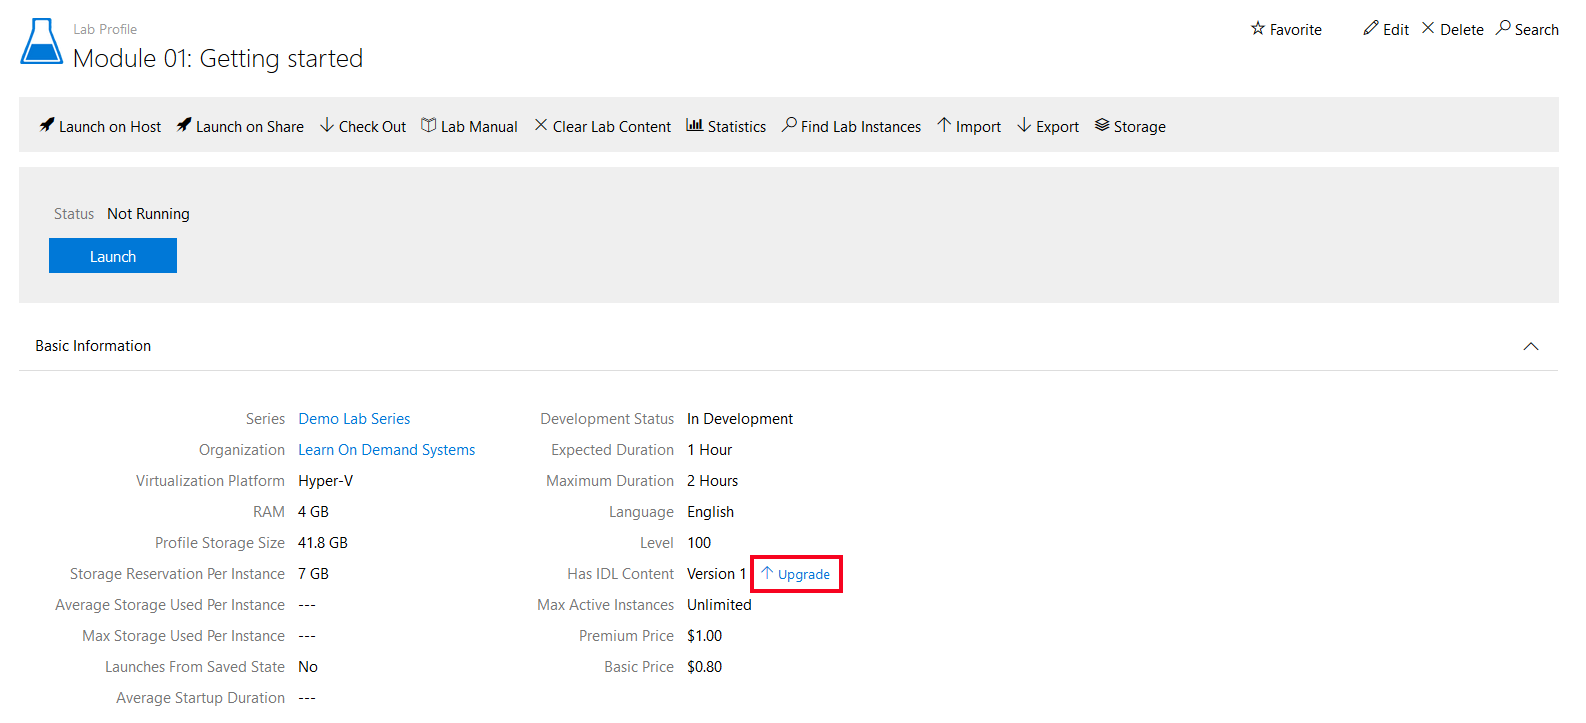 Lab Profile
Module 01: Getting started
Favorite Edit Delete Search
Launch on Host Launch on Share Check Out Lab Manual Clear Lab Content Statistics Find Lab Instances Import Export Storage
Status Not Running
Launch
Basic Information
Series Demo Lab Series
Organization Learn On Demand Systems
Virtualization Platform Hyper-V
RAM 4 GB
Profile Storage Size 41.8 GB
Storage Reservation Per Instance 7 GB
Average Storage Used Per Instance ---
Max Storage Used Per Instance ---
Launches From Saved State No
Average Startup Duration ---
Development Status In Development
Expected Duration 1 Hour
Maximum Duration 2 Hours
Language English
Level 100
Has IDL Content Version 1 Upgrade
Max Active Instances Unlimited
Premium Price $1.00
Basic Price $0.80